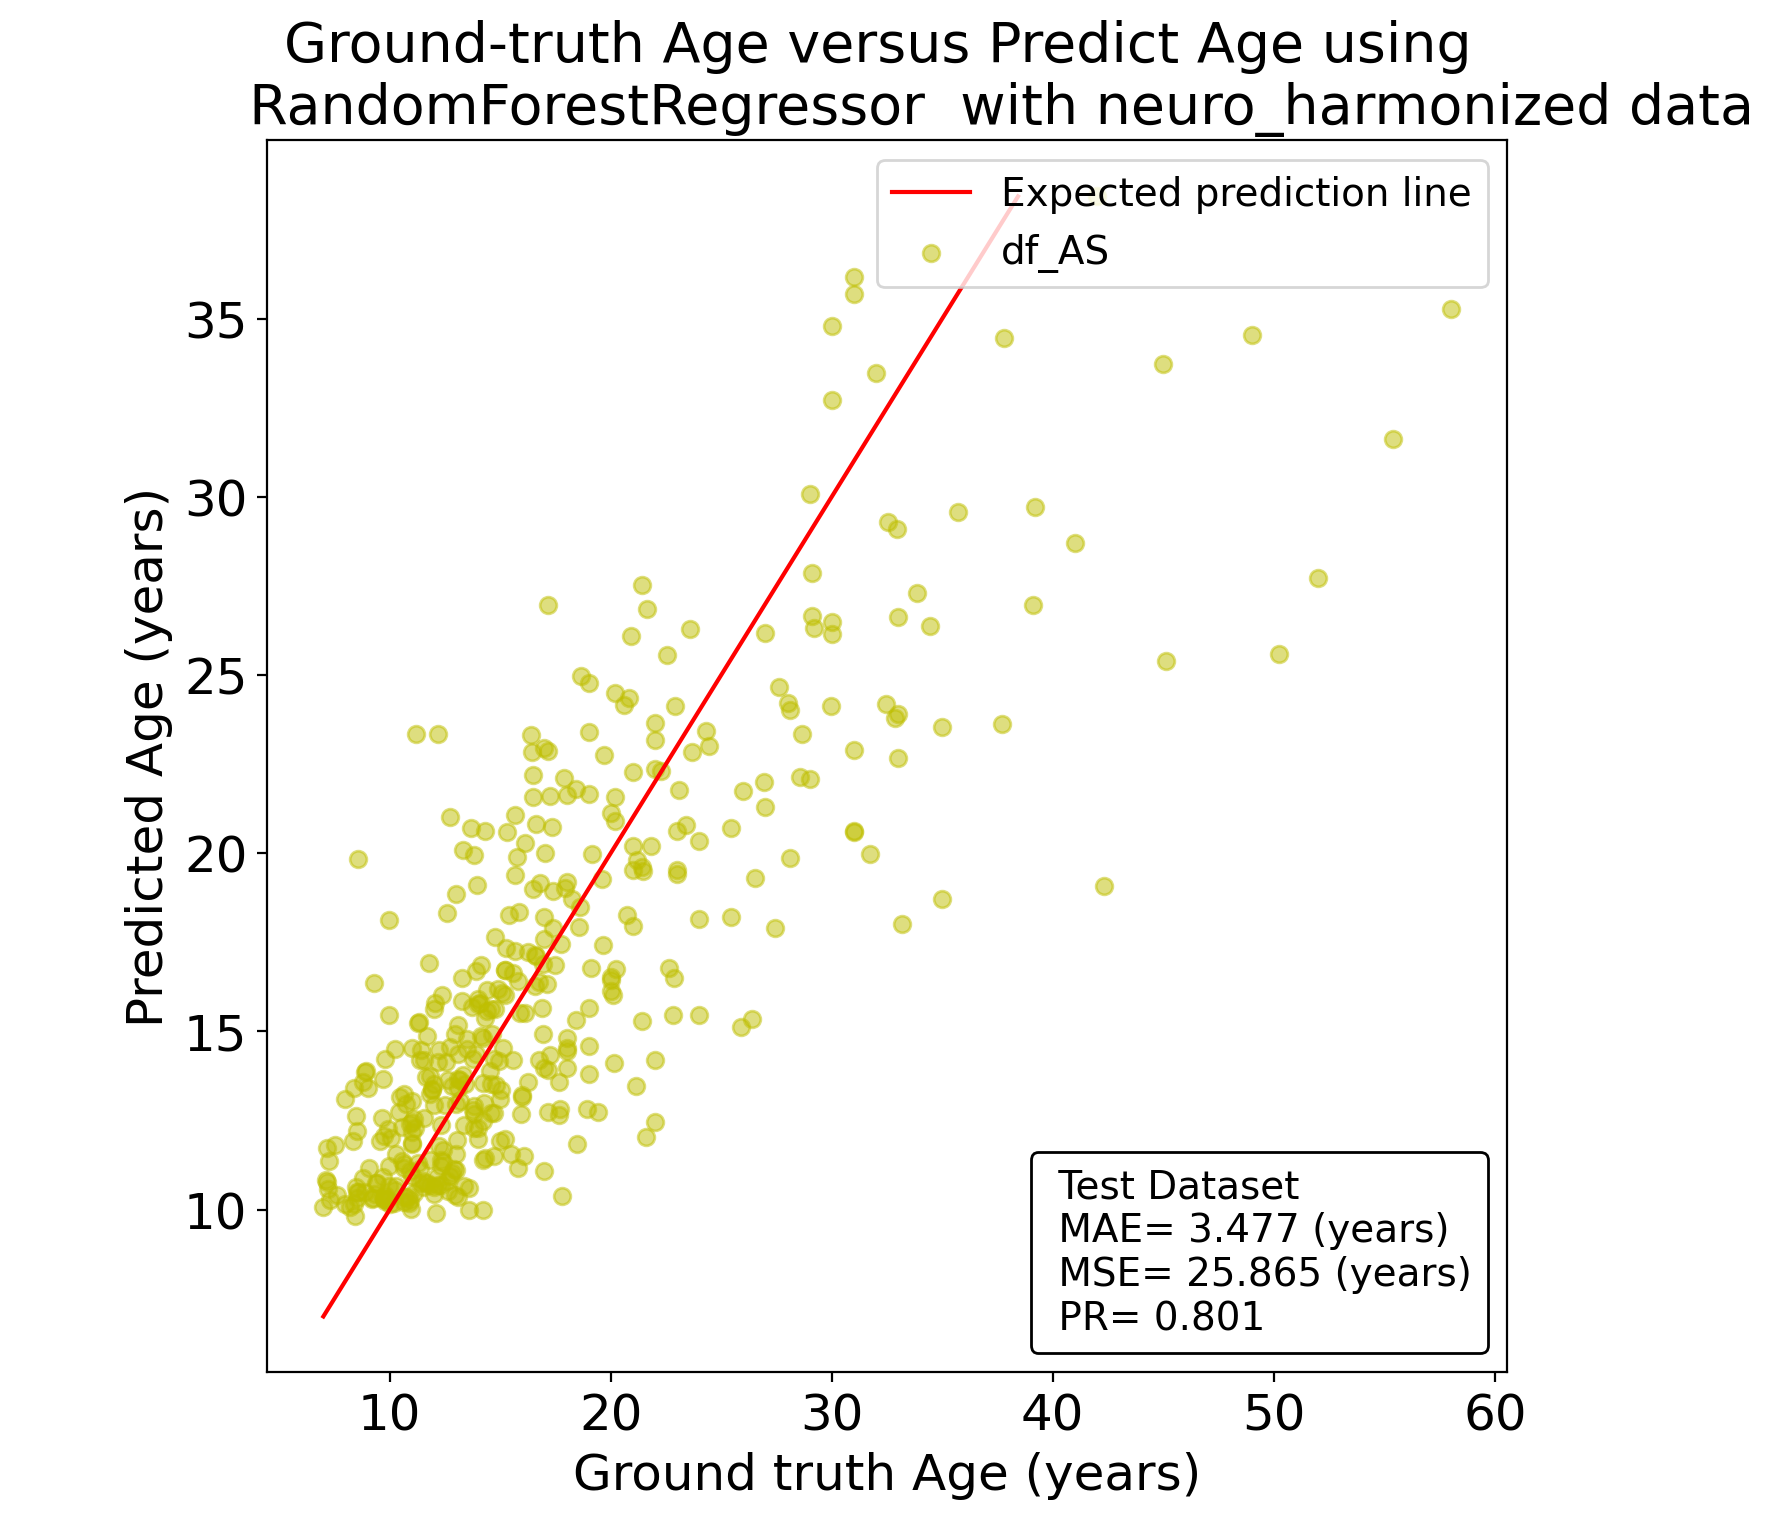 Ground-truth Age versus Predict Age using
RandomForestRegressor  with neuro_harmonized data
Expected prediction line
df_AS
Predicted Age (years)
35
30
25
20
15
10
Test Dataset
MAE= 3.477 (years)
MSE= 25.865 (years)
PR= 0.801
10 20 30 40 50 60
Ground truth Age (years)